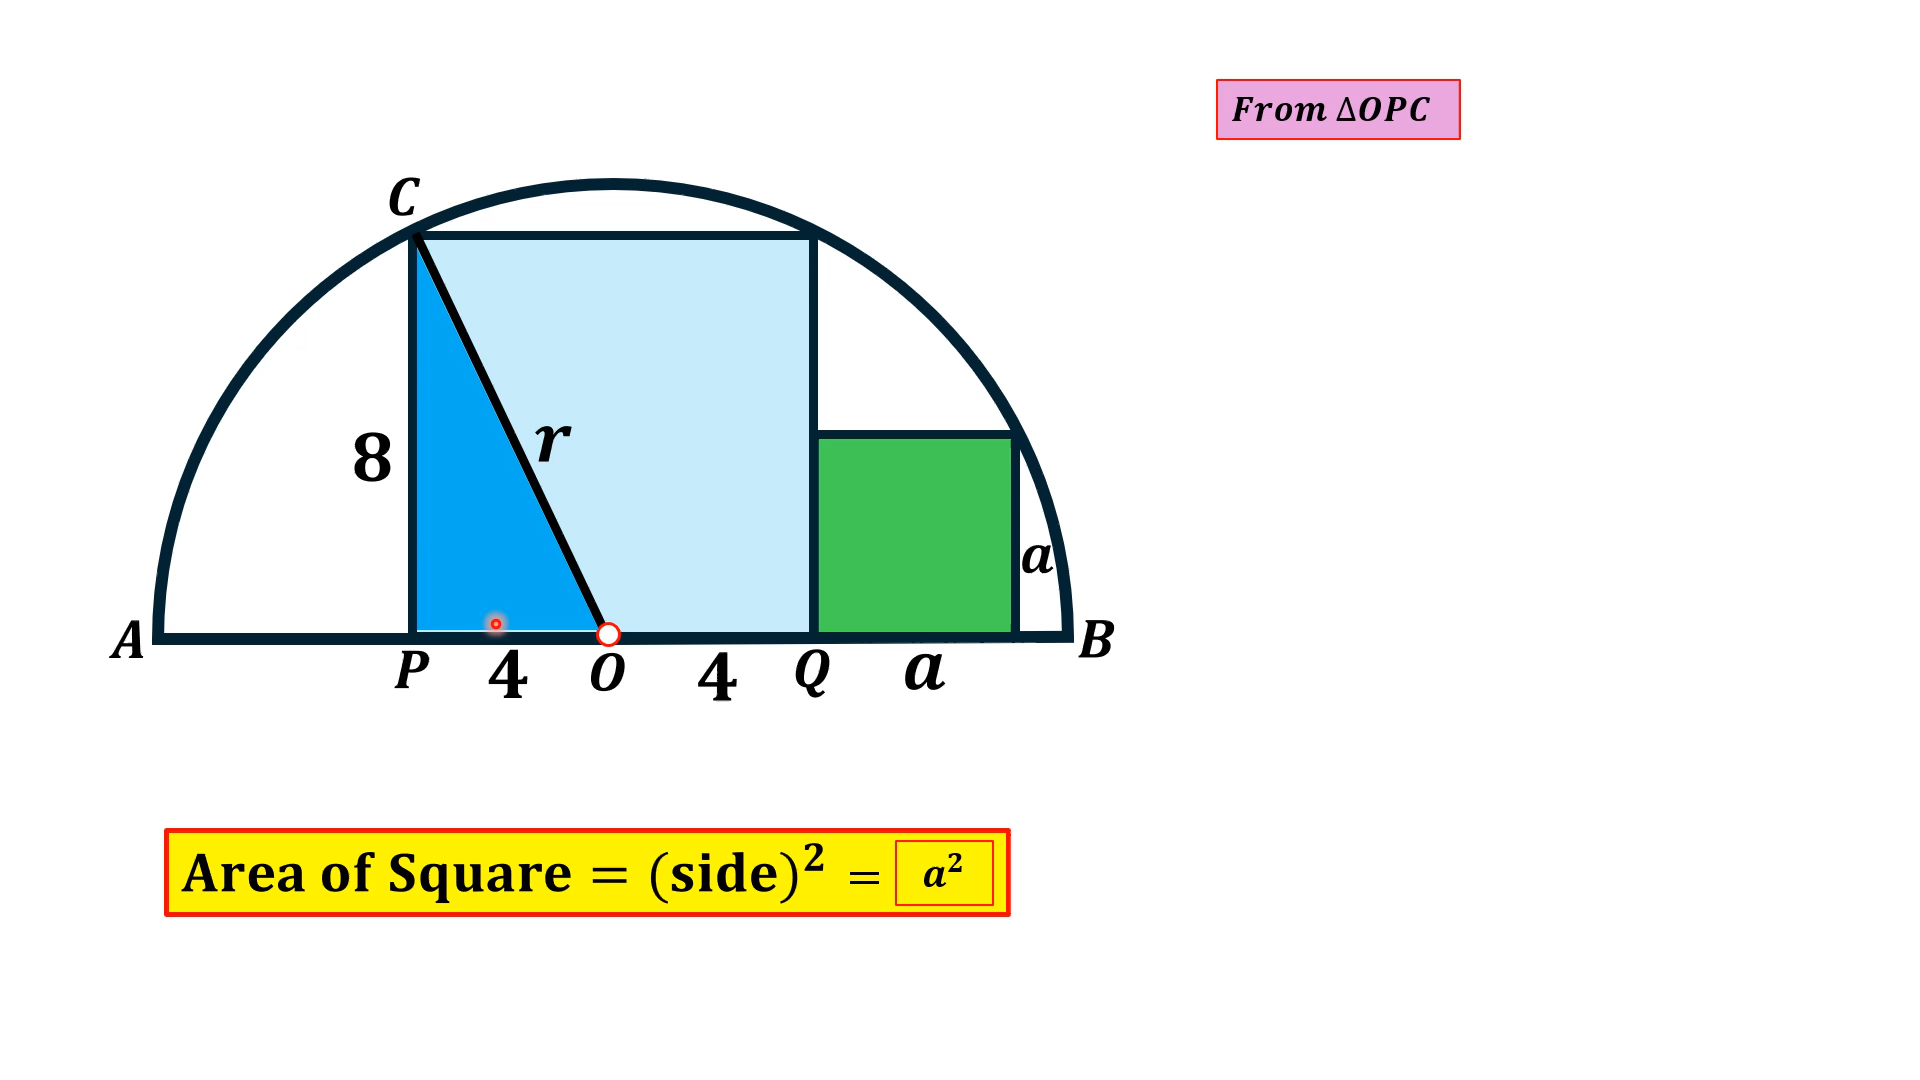 From ΔOPC
C
8
r
a
A
B
P
4
O
4
Q
a
Area of Square = (side)² = a²